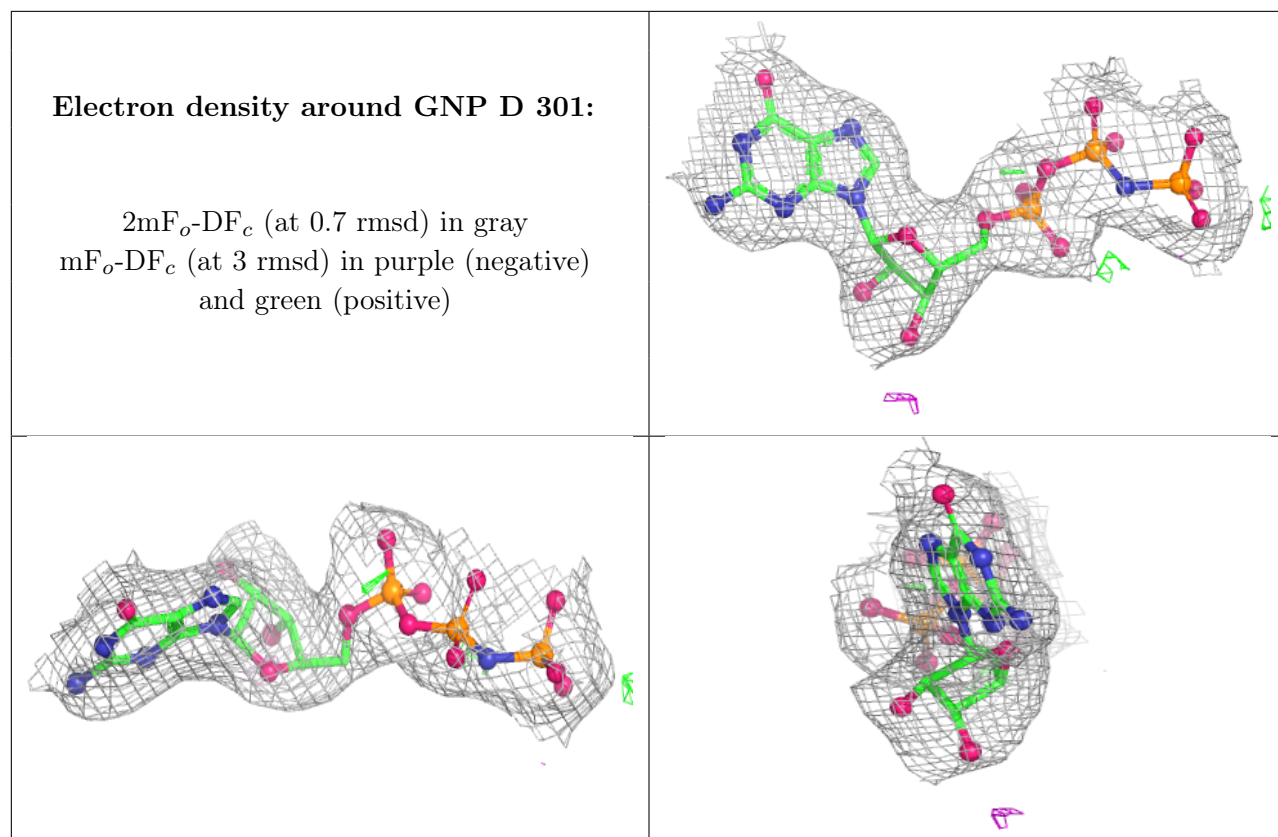 Electron density around GNP D 301:
2mFo-DFc (at 0.7 rmsd) in gray
mFo-DFc (at 3 rmsd) in purple (negative)
and green (positive)